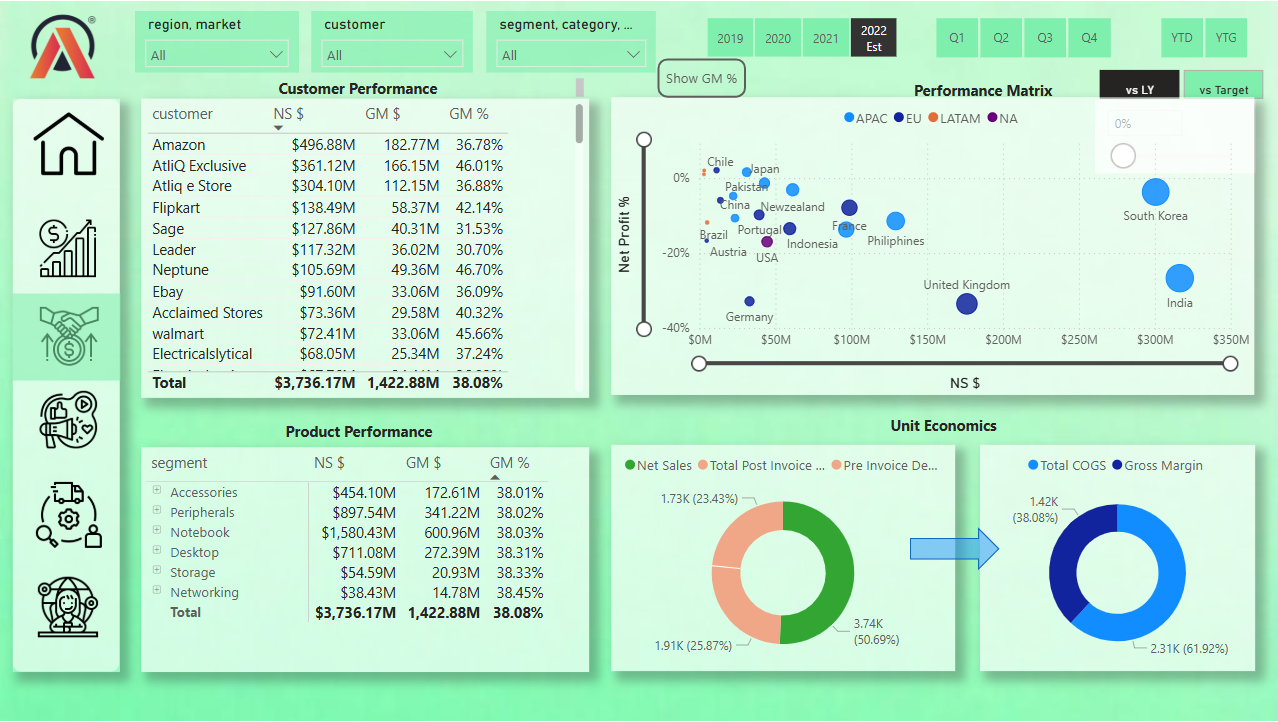 region, market
All
customer
All
segment, category, ...
All
2019
2020
2021
2022
Est
Q1
Q2
Q3
Q4
YTD
YTG
®
Show GM %
vs LY
vs Target
0%
Customer Performance
customer NS $ GM $ GM %
Amazon $496.88M 182.77M 36.78%
AtliQ Exclusive $361.12M 166.15M 46.01%
Atliq e Store $304.10M 112.15M 36.88%
Flipkart $138.49M 58.37M 42.14%
Sage $127.86M 40.31M 31.53%
Leader $117.32M 36.02M 30.70%
Neptune $105.69M 49.36M 46.70%
Ebay $91.60M 33.06M 36.09%
Acclaimed Stores $73.36M 29.58M 40.32%
walmart $72.41M 33.06M 45.66%
Electricalslytical $68.05M 25.34M 37.24%
Total $3,736.17M 1,422.88M 38.08%
Performance Matrix
APAC EU LATAM NA
Net Profit %
0%
-20%
-40%
Chile
Japan
Pakistan
China
Newzealand
South Korea
Brazil
Portugal
France
Austria
Indonesia
Philiphines
USA
United Kingdom
India
Germany
$0M $50M $100M $150M $200M $250M $300M $350M
NS $
Product Performance
segment NS $ GM $ GM %
Accessories $454.10M 172.61M 38.01%
Peripherals $897.54M 341.22M 38.02%
Notebook $1,580.43M 600.96M 38.03%
Desktop $711.08M 272.39M 38.31%
Storage $54.59M 20.93M 38.33%
Networking $38.43M 14.78M 38.45%
Total $3,736.17M 1,422.88M 38.08%
Unit Economics
Net Sales Total Post Invoice ... Pre Invoice De...
1.73K (23.43%)
3.74K
(50.69%)
1.91K (25.87%)
Total COGS Gross Margin
1.42K
(38.08%)
2.31K (61.92%)